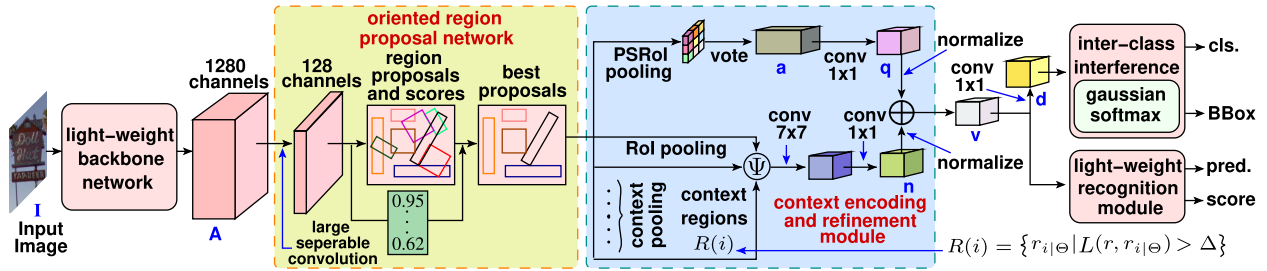 I
Input
Image
light-weight
backbone
network
1280
channels
A
oriented region
proposal network
128
channels
region
proposals
and scores
best
proposals
0.95
0.62
large
seperable
convolution
PSRoI
pooling
vote
a
conv
1x1
q
normalize
RoI pooling
Ψ
conv
7x7
conv
1x1
n
normalize
context
pooling
context
regions
R(i)
context encoding
and refinement
module
R(i) = {r_{i|Θ}|L(r, r_{i|Θ}) > Δ}
v
conv
1x1
d
inter-class
interference
gaussian
softmax
cls.
BBox
light-weight
recognition
module
pred.
score